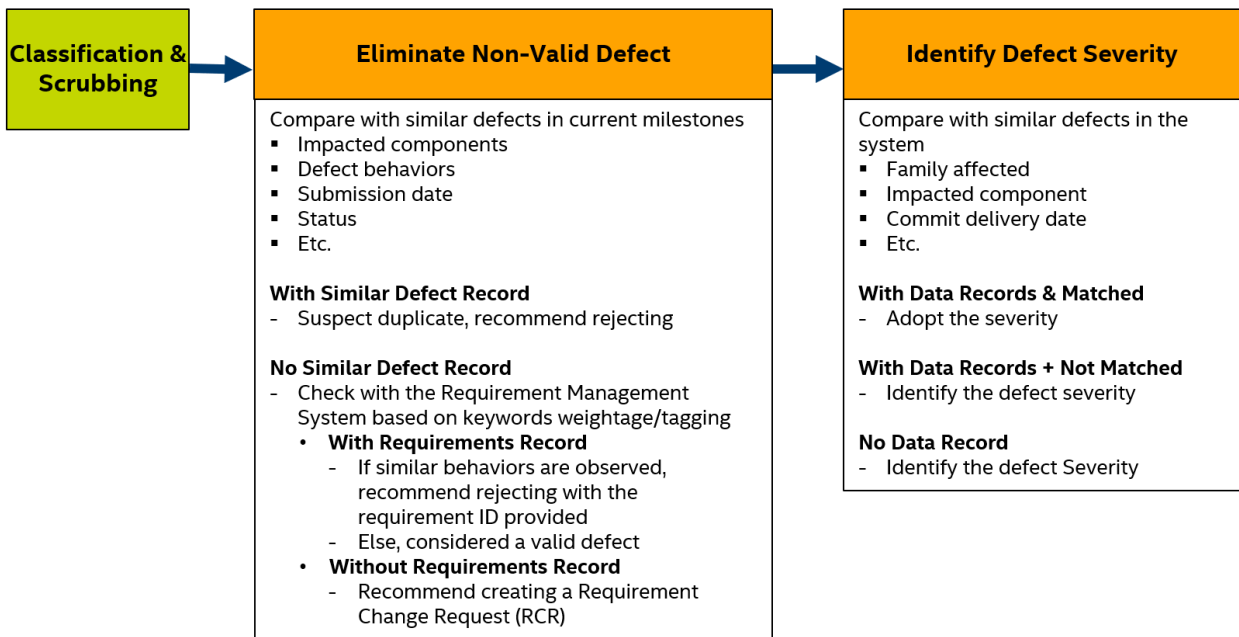 Classification &
Scrubbing
Eliminate Non-Valid Defect
Compare with similar defects in current milestones
▪ Impacted components
▪ Defect behaviors
▪ Submission date
▪ Status
▪ Etc.
With Similar Defect Record
- Suspect duplicate, recommend rejecting
No Similar Defect Record
- Check with the Requirement Management
System based on keywords weightage/tagging
• With Requirements Record
- If similar behaviors are observed,
recommend rejecting with the
requirement ID provided
- Else, considered a valid defect
• Without Requirements Record
- Recommend creating a Requirement
Change Request (RCR)
Identify Defect Severity
Compare with similar defects in the
system
▪ Family affected
▪ Impacted component
▪ Commit delivery date
▪ Etc.
With Data Records & Matched
- Adopt the severity
With Data Records + Not Matched
- Identify the defect severity
No Data Record
- Identify the defect Severity